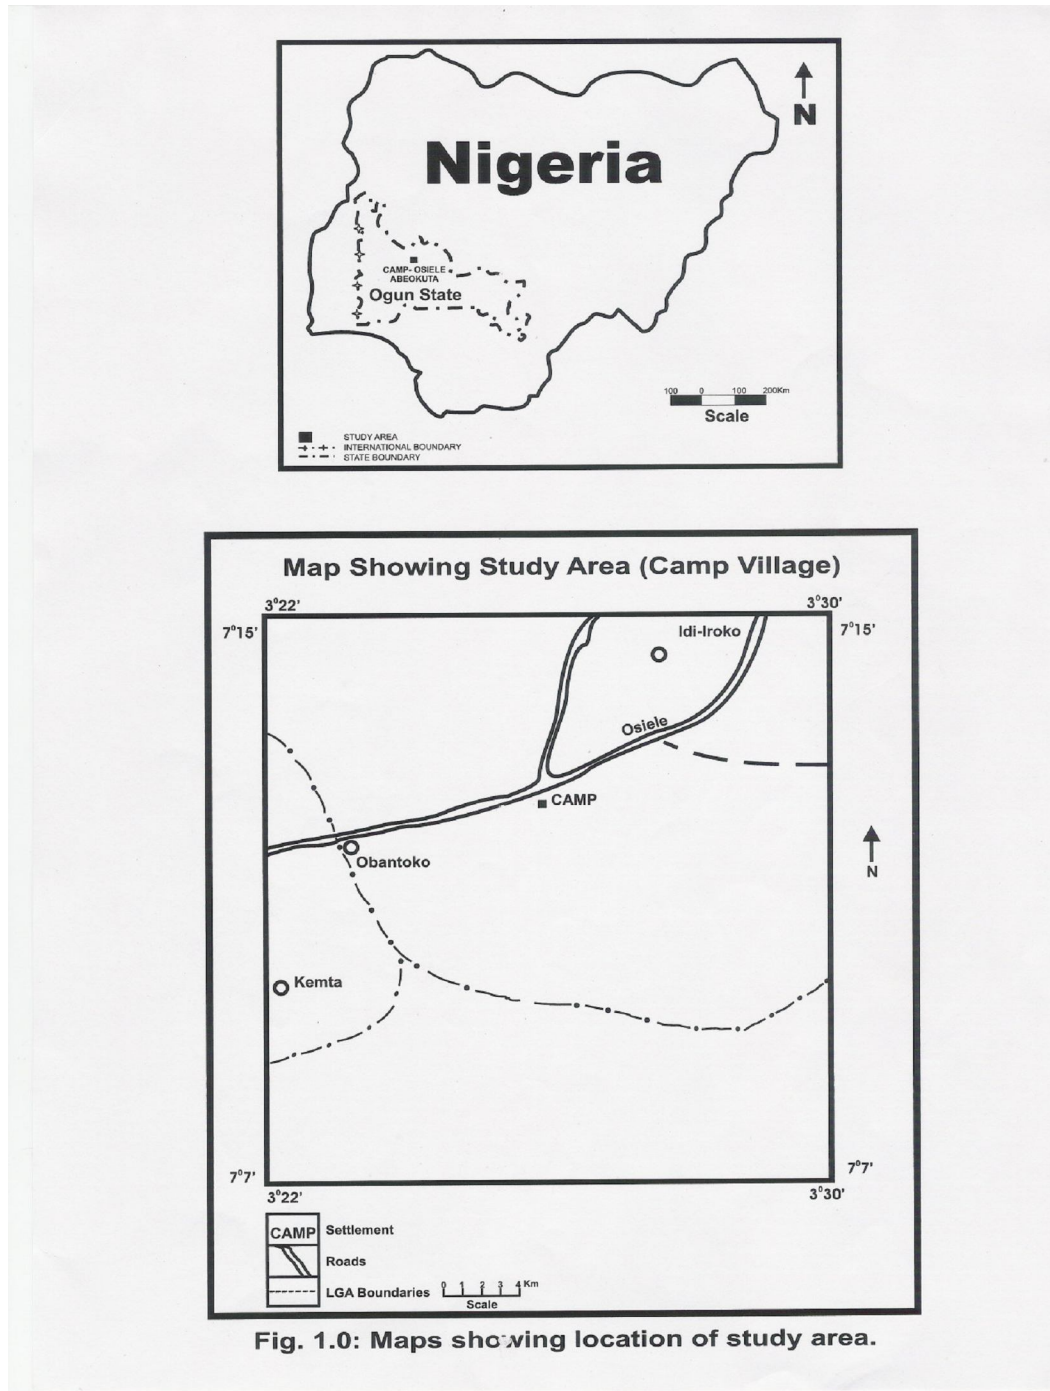 N
Nigeria
CAMP- OSIELE
ABEOKUTA
Ogun State
100 0 100 200Km
Scale
STUDY AREA
INTERNATIONAL BOUNDARY
STATE BOUNDARY
Map Showing Study Area (Camp Village)
3°22' 3°30'
7°15' 7°15'
Idi-Iroko
Osiele
CAMP
N
Obantoko
Kemta
7°7' 7°7'
3°22' 3°30'
CAMP Settlement
Roads
LGA Boundaries
0 1 2 3 4 Km
Scale
Fig. 1.0: Maps showing location of study area.